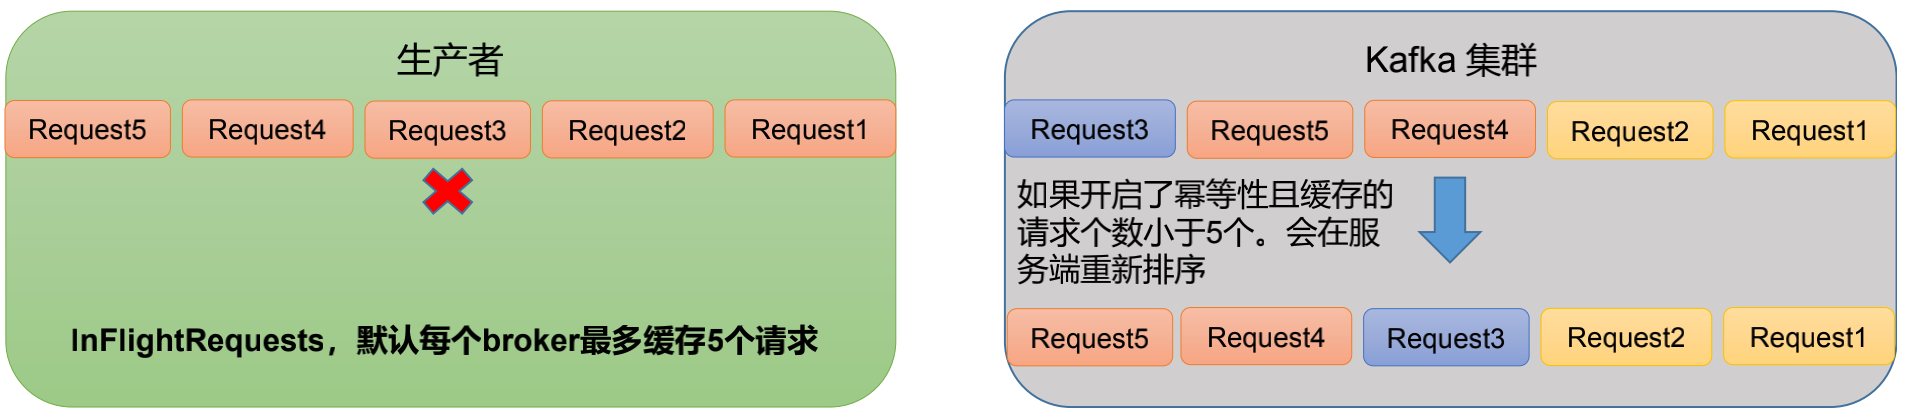 生产者
Request5 Request4 Request3 Request2 Request1
InFlightRequests，默认每个broker最多缓存5个请求
Kafka 集群
Request3 Request5 Request4 Request2 Request1
如果开启了幂等性且缓存的
请求个数小于5个。会在服
务端重新排序
Request5 Request4 Request3 Request2 Request1